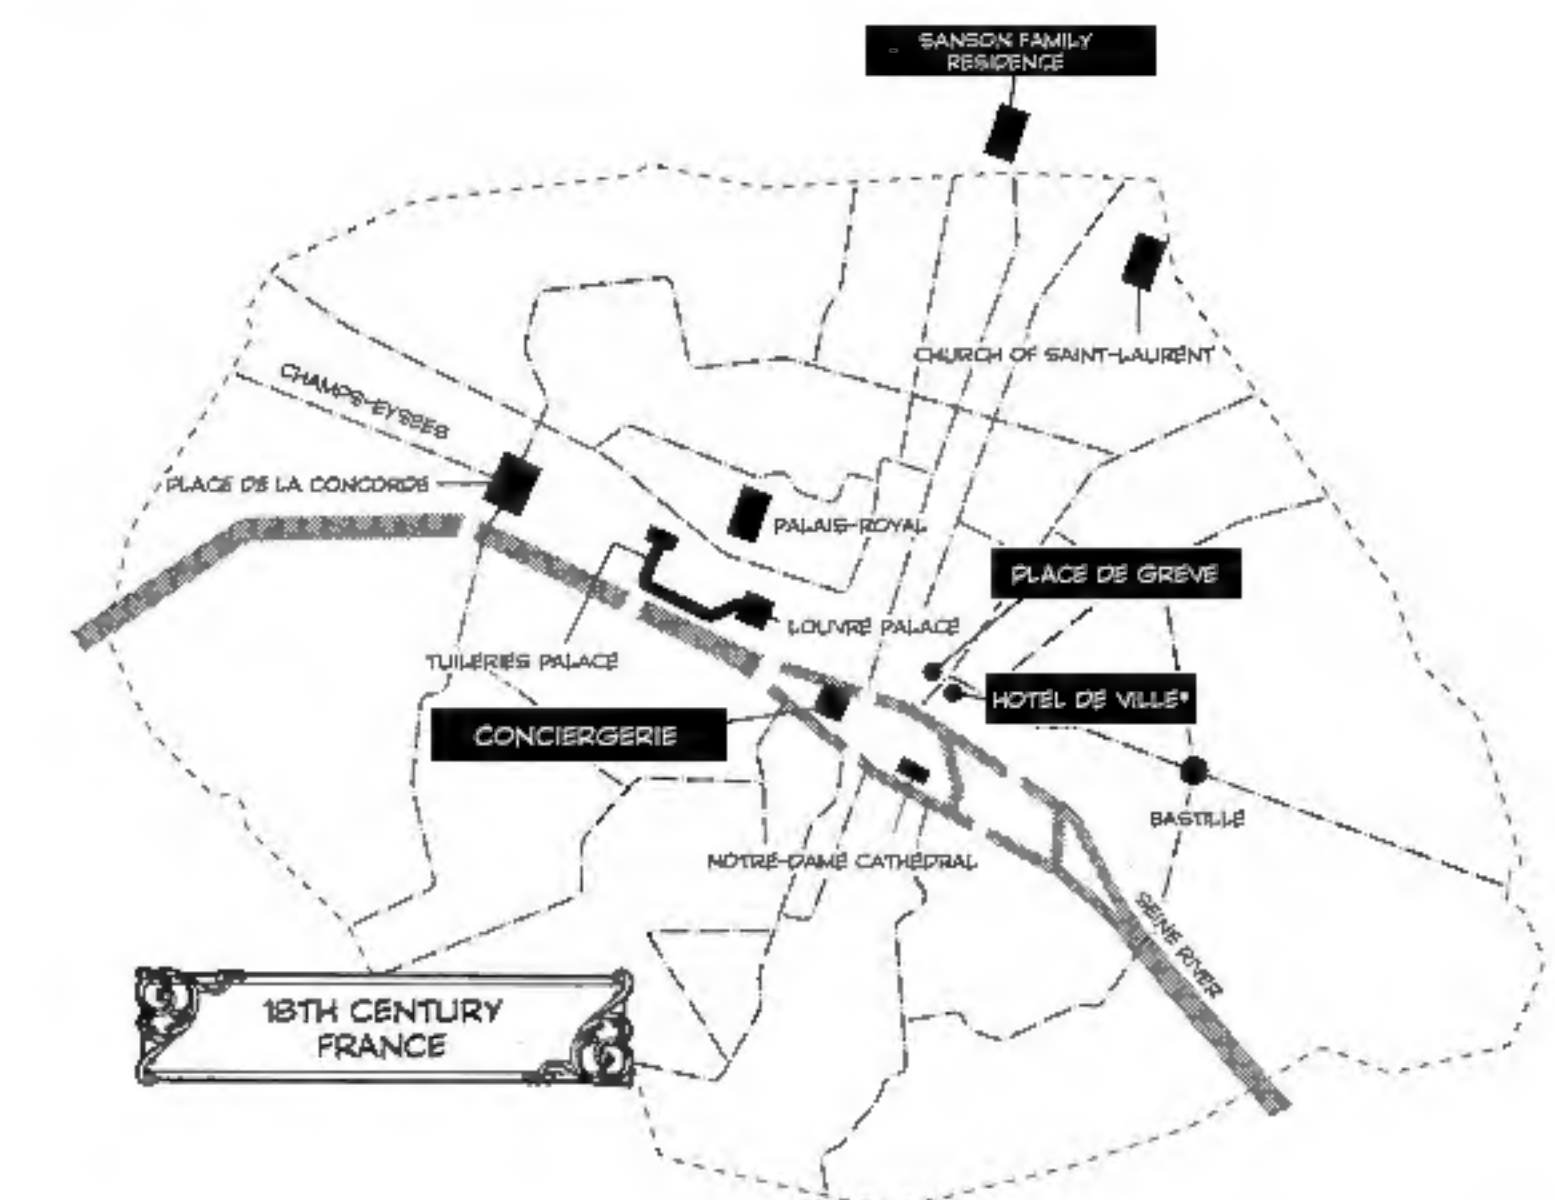 SANSON FAMILY
RESIDENCE
CHURCH OF SAINT-LAURENT
CHAMPS-EYSEES
PLACE DE LA CONCORDE
PALAIS-ROYAL
PLACE DE GREVE
LOUVRE PALACE
TUILERIES PALACE
HOTEL DE VILLE*
CONCIERGERIE
BASTILLE
NOTRE-DAME CATHEDRAL
SEINE RIVER
18TH CENTURY
FRANCE